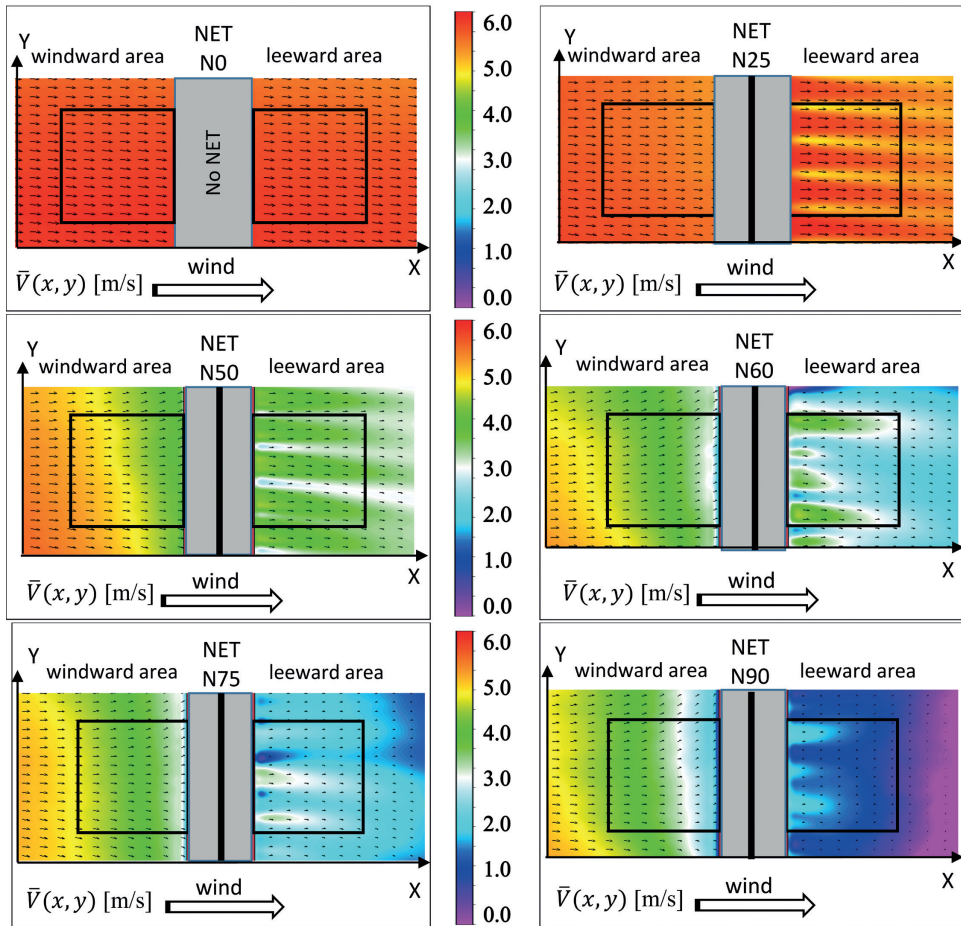 Y
windward area
NET
N0
leeward area
No NET
X
V̄(x, y) [m/s]
wind
6.0
5.0
4.0
3.0
2.0
1.0
0.0
Y
windward area
NET
N25
leeward area
X
V̄(x, y) [m/s]
wind
Y
windward area
NET
N50
leeward area
X
V̄(x, y) [m/s]
wind
6.0
5.0
4.0
3.0
2.0
1.0
0.0
Y
windward area
NET
N60
leeward area
X
V̄(x, y) [m/s]
wind
Y
windward area
NET
N75
leeward area
X
V̄(x, y) [m/s]
wind
6.0
5.0
4.0
3.0
2.0
1.0
0.0
Y
windward area
NET
N90
leeward area
X
V̄(x, y) [m/s]
wind